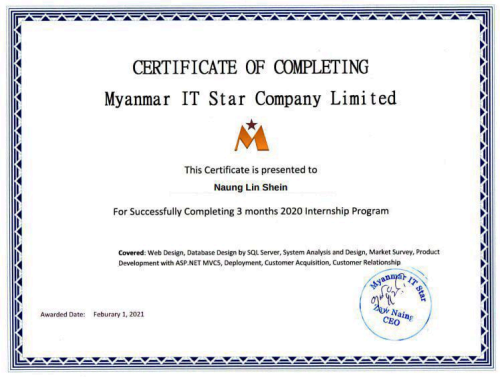 CERTIFICATE OF COMPLETING
Myanmar IT Star Company Limited
This Certificate is presented to
Naung Lin Shein
For Successfully Completing 3 months 2020 Internship Program
Covered: Web Design, Database Design by SQL Server, System Analysis and Design, Market Survey, Product
Development with ASP.NET MVC5, Deployment, Customer Acquisition, Customer Relationship
Myanmar IT Star
Naing
CEO
Awarded Date: Feburary 1, 2021